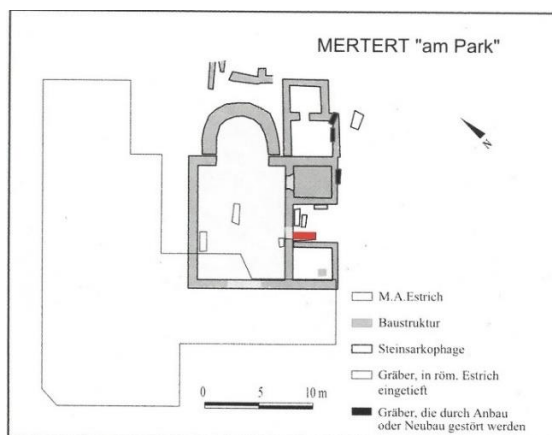 MERTERT "am Park"
N
M.A.Estrich
Baustruktur
Steinsarkophage
Gräber, in röm. Estrich
eingetieft
Gräber, die durch Anbau
oder Neubau gestört werden
0 5 10 m